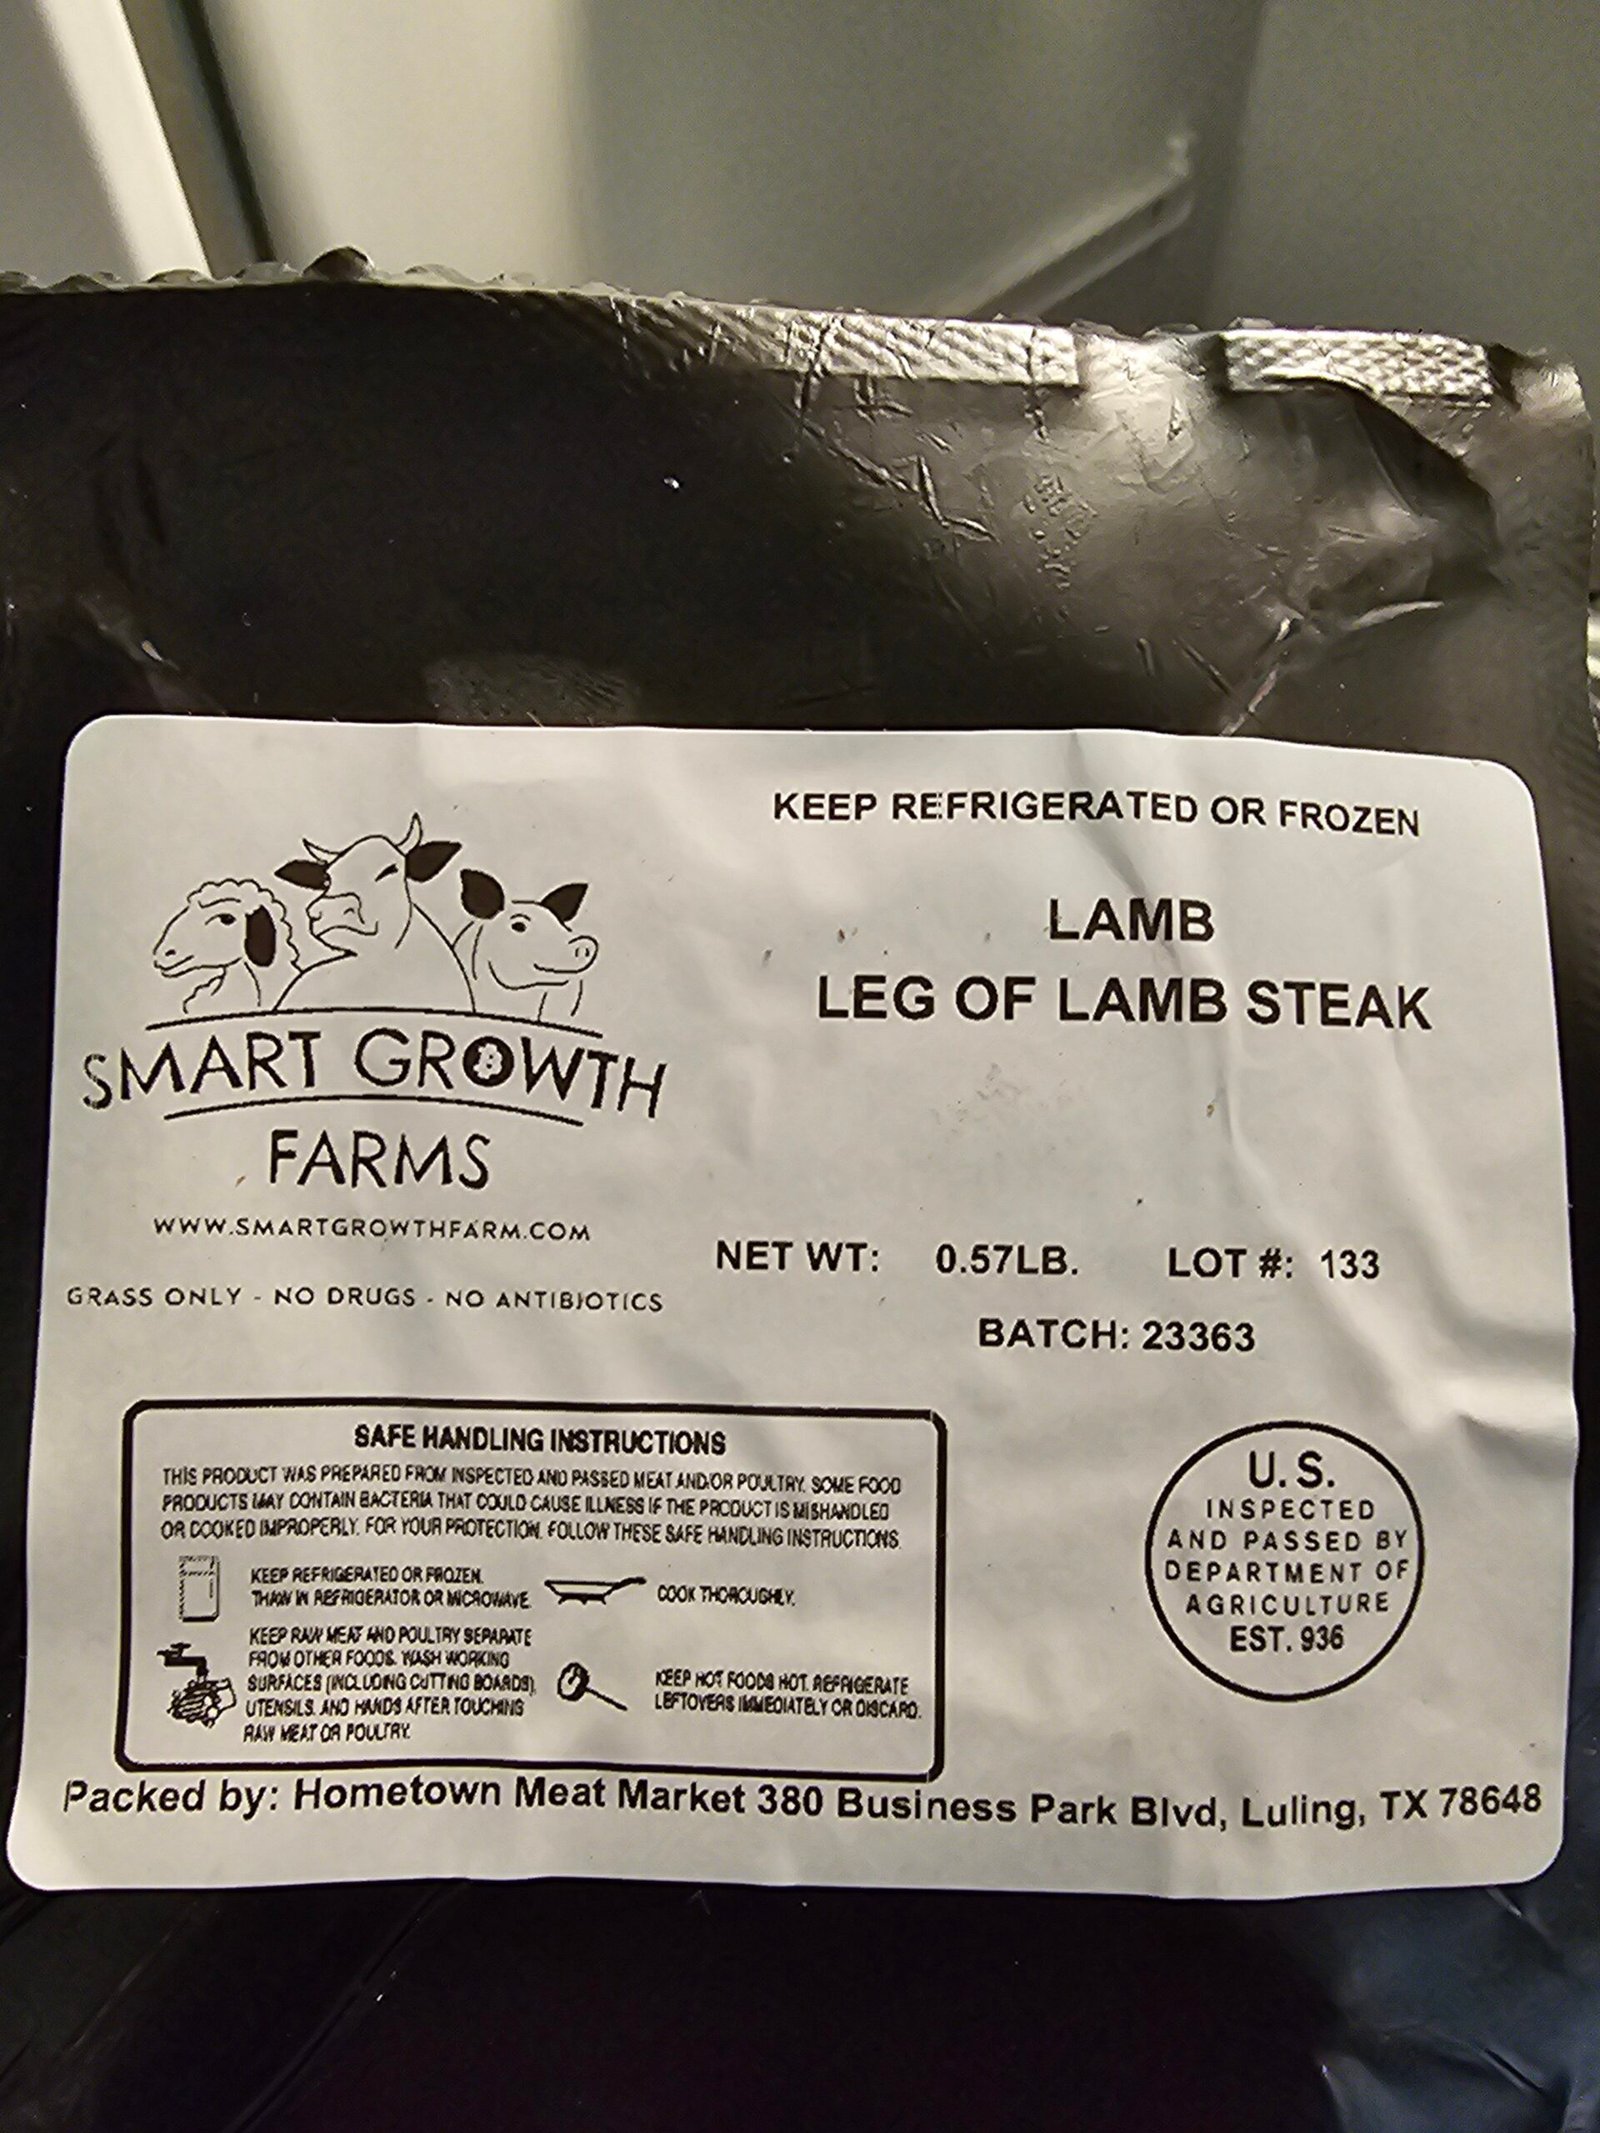 KEEP REFRIGERATED OR FROZEN
LAMB
LEG OF LAMB STEAK
SMART GROWTH
FARMS
WWW.SMARTGROWTHFARM.COM
GRASS ONLY - NO DRUGS - NO ANTIBIOTICS
NET WT: 0.57LB. LOT #: 133
BATCH: 23363
SAFE HANDLING INSTRUCTIONS
THIS PRODUCT WAS PREPARED FROM INSPECTED AND PASSED MEAT AND/OR POULTRY. SOME FOOD
PRODUCTS MAY CONTAIN BACTERIA THAT COULD CAUSE ILLNESS IF THE PRODUCT IS MISHANDLED
OR COOKED IMPROPERLY. FOR YOUR PROTECTION, FOLLOW THESE SAFE HANDLING INSTRUCTIONS.
KEEP REFRIGERATED OR FROZEN.
THAW IN REFRIGERATOR OR MICROWAVE.
COOK THOROUGHLY.
KEEP RAW MEAT AND POULTRY SEPARATE
FROM OTHER FOODS. WASH WORKING
SURFACES (INCLUDING CUTTING BOARDS),
UTENSILS, AND HANDS AFTER TOUCHING
RAW MEAT OR POULTRY.
KEEP HOT FOODS HOT. REFRIGERATE
LEFTOVERS IMMEDIATELY OR DISCARD.
U.S.
INSPECTED
AND PASSED BY
DEPARTMENT OF
AGRICULTURE
EST. 936
Packed by: Hometown Meat Market 380 Business Park Blvd, Luling, TX 78648